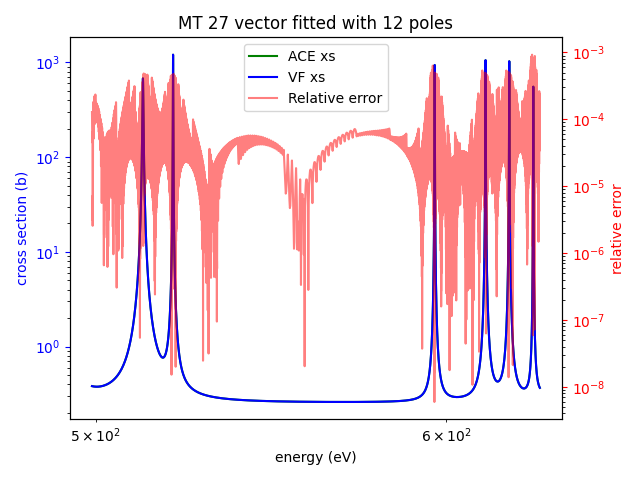 MT 27 vector fitted with 12 poles
ACE xs
VF xs
Relative error
cross section (b)
10³
10²
10¹
10⁰
relative error
10⁻³
10⁻⁴
10⁻⁵
10⁻⁶
10⁻⁷
10⁻⁸
5 × 10²
6 × 10²
energy (eV)